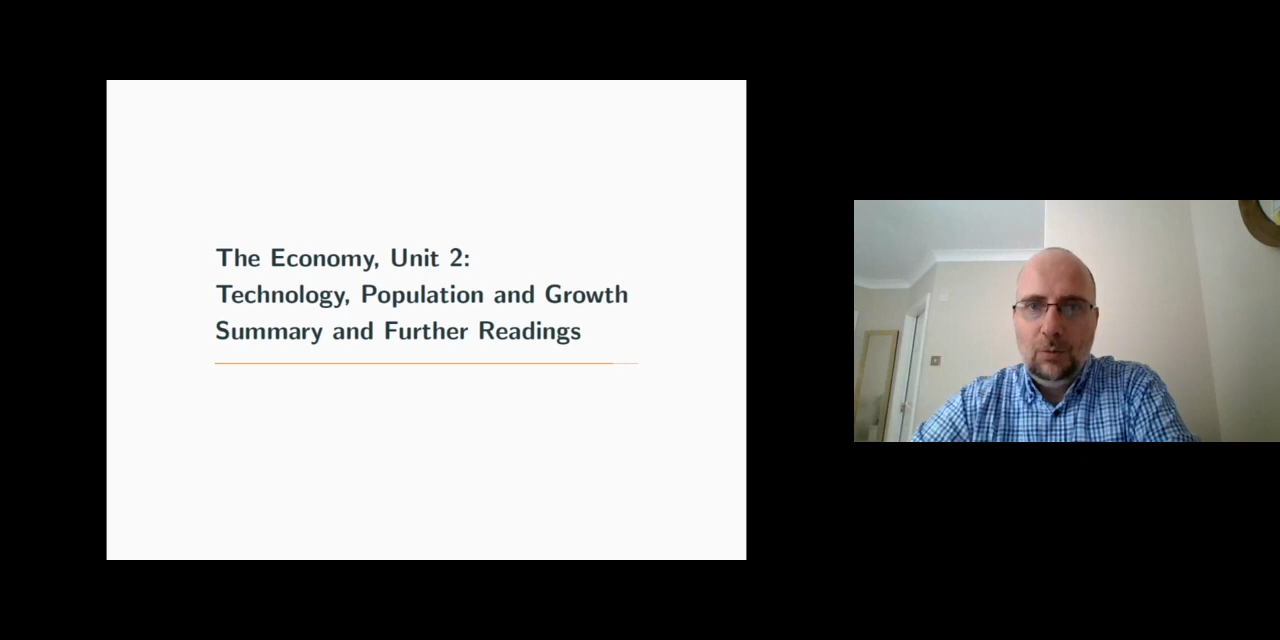 The Economy, Unit 2:
Technology, Population and Growth
Summary and Further Readings